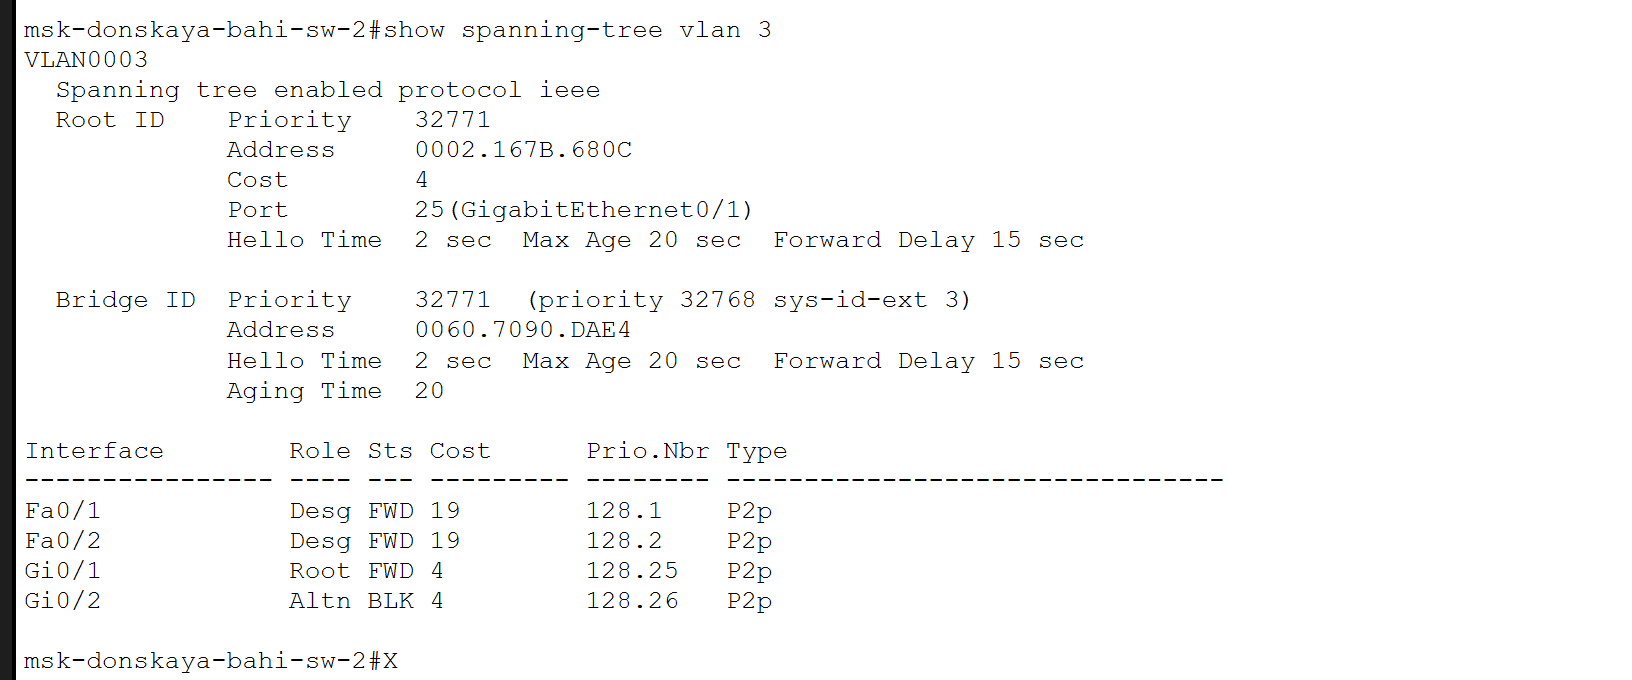 msk-donskaya-bahi-sw-2#show spanning-tree vlan 3
VLAN0003
  Spanning tree enabled protocol ieee
  Root ID    Priority    32771
             Address     0002.167B.680C
             Cost        4
             Port        25(GigabitEthernet0/1)
             Hello Time  2 sec  Max Age 20 sec  Forward Delay 15 sec

  Bridge ID  Priority    32771  (priority 32768 sys-id-ext 3)
             Address     0060.7090.DAE4
             Hello Time  2 sec  Max Age 20 sec  Forward Delay 15 sec
             Aging Time  20

Interface        Role Sts Cost      Prio.Nbr Type
---------------- ---- --- --------- -------- --------------------------------
Fa0/1            Desg FWD 19        128.1    P2p
Fa0/2            Desg FWD 19        128.2    P2p
Gi0/1            Root FWD 4         128.25   P2p
Gi0/2            Altn BLK 4         128.26   P2p

msk-donskaya-bahi-sw-2#X